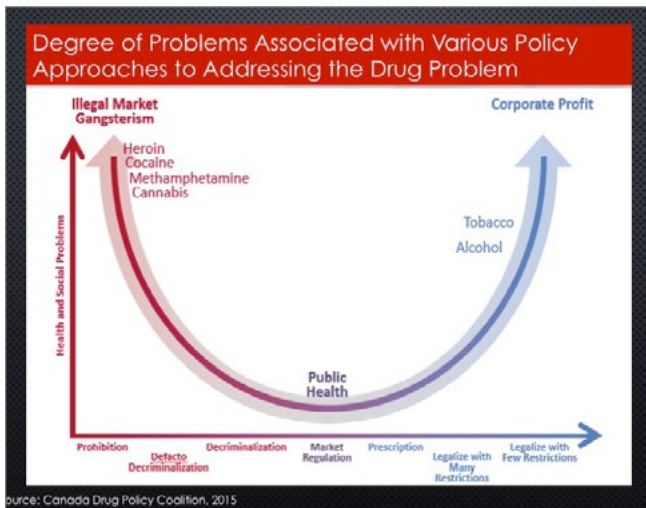 Degree of Problems Associated with Various Policy
Approaches to Addressing the Drug Problem
Illegal Market
Gangsterism
Corporate Profit
Heroin
Cocaine
Methamphetamine
Cannabis
Tobacco
Alcohol
Health and Social Problems
Public
Health
Prohibition
Defacto
Decriminalization
Decriminalization
Market
Regulation
Prescription
Legalize with
Many
Restrictions
Legalize with
Few Restrictions
ource: Canada Drug Policy Coalition, 2015